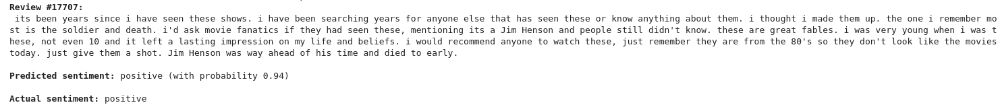 Review #17707:
its been years since i have seen these shows. i have been searching years for anyone else that has seen these or know anything about them. i thought i made them up. the one i remember mo
st is the soldier and death. i'd ask movie fanatics if they had seen these, mentioning its a Jim Henson and people still didn't know. these are great fables. i was very young when i was t
hese, not even 10 and it left a lasting impression on my life and beliefs. i would recommend anyone to watch these, just remember they are from the 80's so they don't look like the movies
today. just give them a shot. Jim Henson was way ahead of his time and died to early.
Predicted sentiment: positive (with probability 0.94)
Actual sentiment: positive